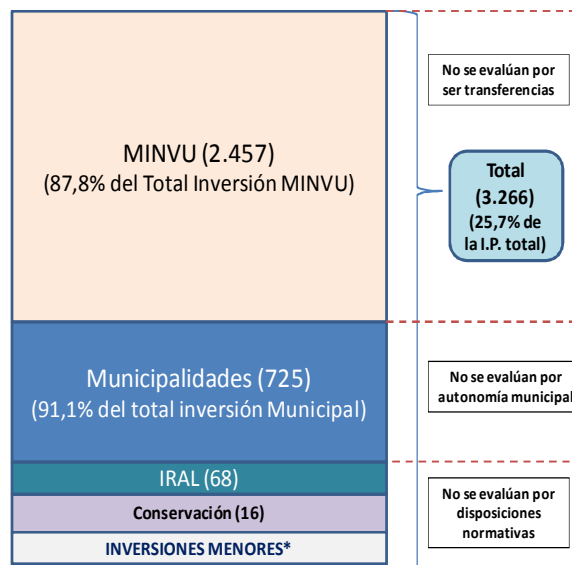 No se evalúan por
ser transferencias
MINVU (2.457)
(87,8% del Total Inversión MINVU)
Total
(3.266)
(25,7% de
la I.P. total)
Municipalidades (725)
(91,1% del total inversión Municipal)
No se evalúan por
autonomía municipal
IRAL (68)
Conservación (16)
INVERSIONES MENORES*
No se evalúan por
disposiciones
normativas